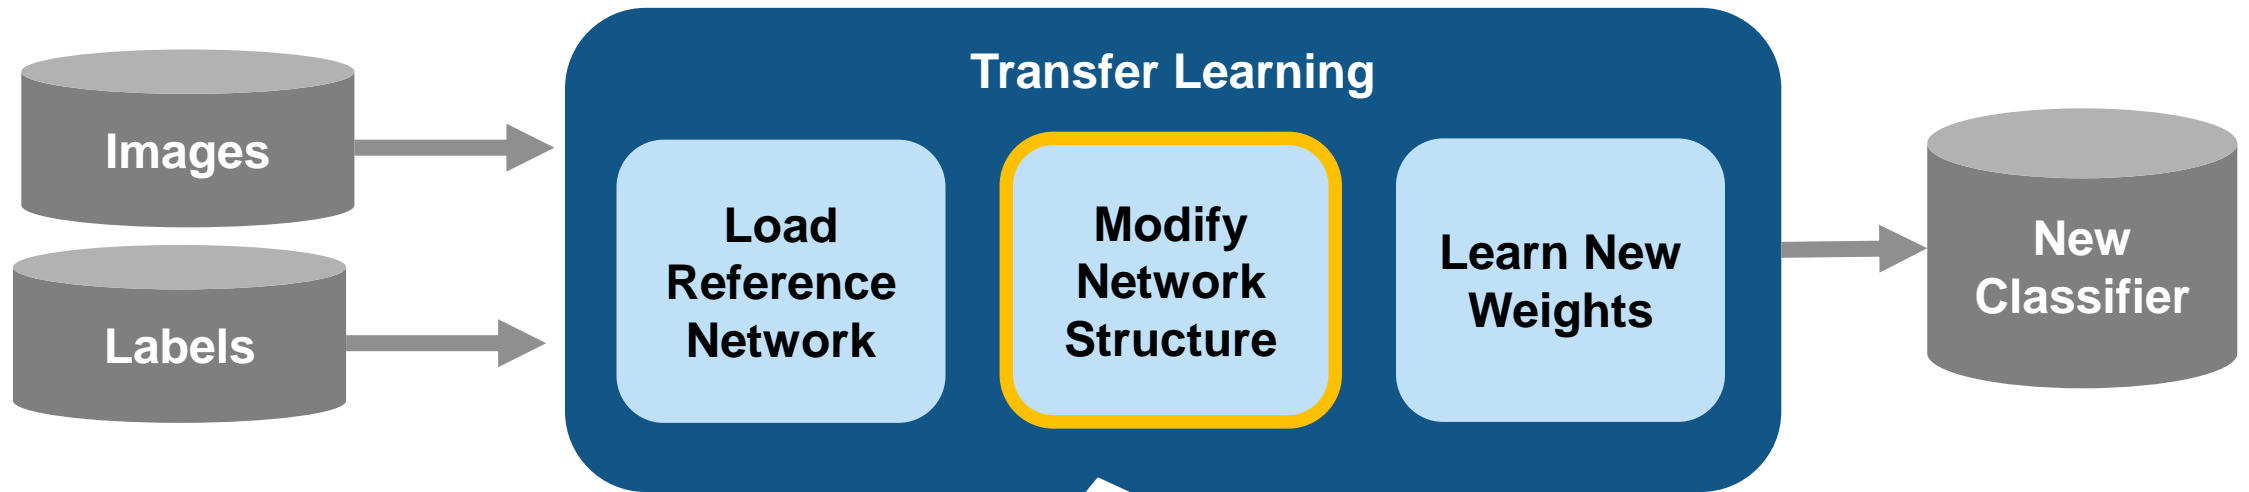 Transfer Learning
Images
Labels
Load
Reference
Network
Modify
Network
Structure
Learn New
Weights
New
Classifier